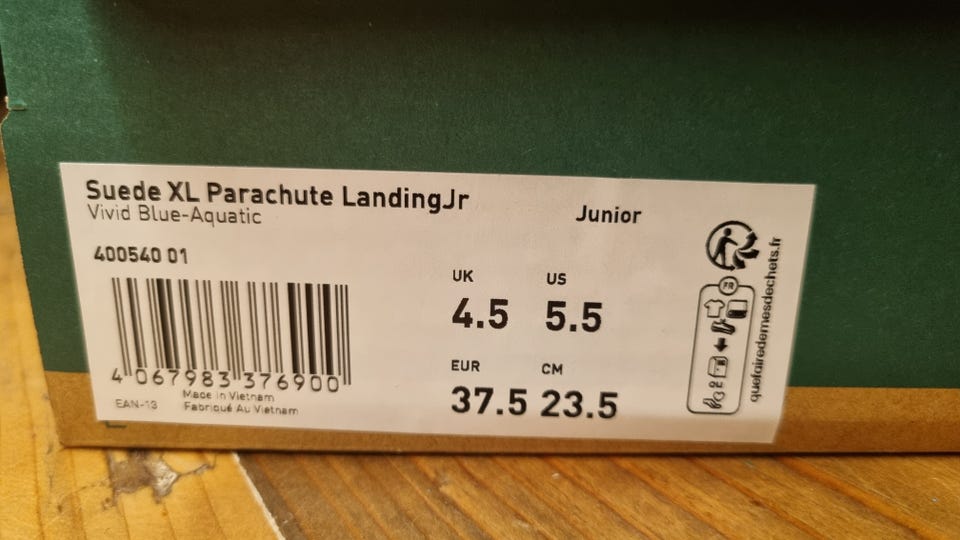 Suede XL Parachute LandingJr
Vivid Blue-Aquatic
Junior
400540 01
UK US
4.5 5.5
EUR CM
37.5 23.5
4 067983 376900
EAN-13
Made in Vietnam
Fabriqué Au Vietnam
FR
quefairedemesdechets.fr